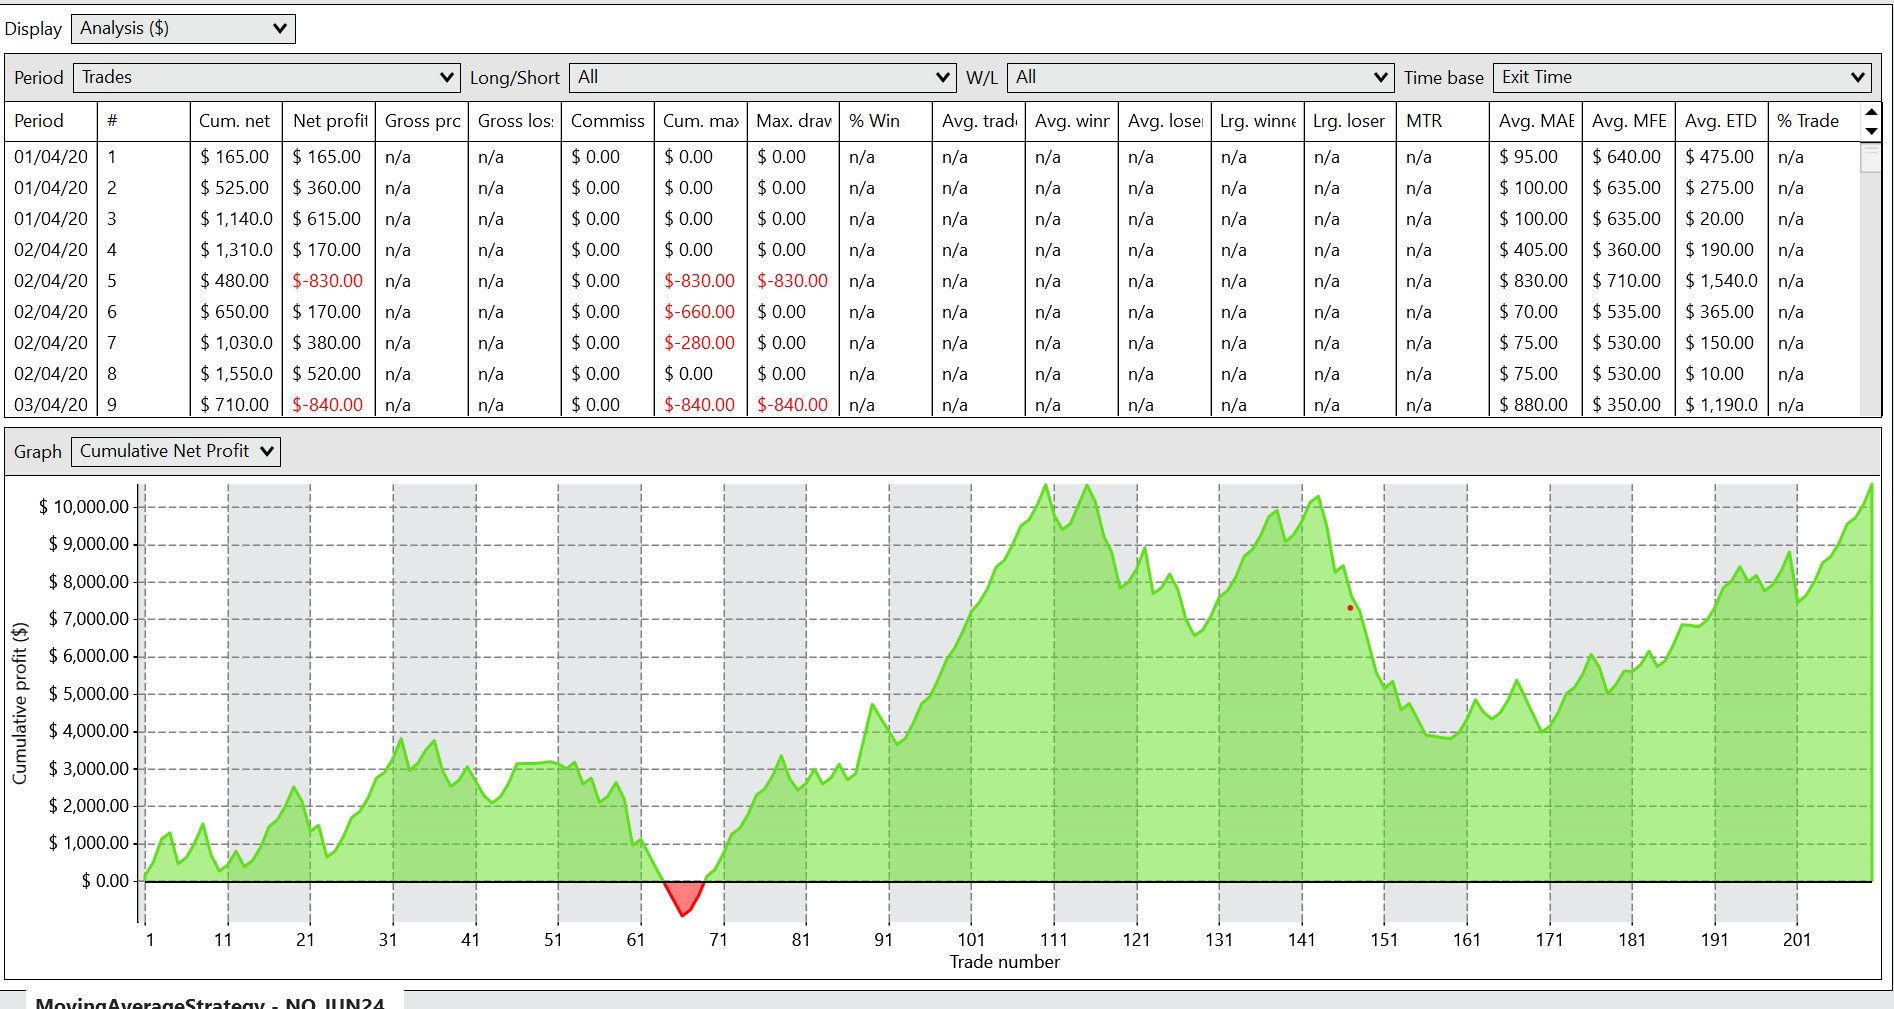 Display Analysis ($)
Period Trades Long/Short All W/L All Time base Exit Time
Period # Cum. net Net profit Gross pro Gross los: Commiss Cum. max Max. drav % Win Avg. trade Avg. winn Avg. loser Lrg. winne Lrg. loser MTR Avg. MAE Avg. MFE Avg. ETD % Trade
01/04/20 1 $ 165.00 $ 165.00 n/a n/a $ 0.00 $ 0.00 $ 0.00 n/a n/a n/a n/a n/a n/a n/a $ 95.00 $ 640.00 $ 475.00 n/a
01/04/20 2 $ 525.00 $ 360.00 n/a n/a $ 0.00 $ 0.00 $ 0.00 n/a n/a n/a n/a n/a n/a n/a $ 100.00 $ 635.00 $ 275.00 n/a
01/04/20 3 $ 1,140.0 $ 615.00 n/a n/a $ 0.00 $ 0.00 $ 0.00 n/a n/a n/a n/a n/a n/a n/a $ 100.00 $ 635.00 $ 20.00 n/a
02/04/20 4 $ 1,310.0 $ 170.00 n/a n/a $ 0.00 $ 0.00 $ 0.00 n/a n/a n/a n/a n/a n/a n/a $ 405.00 $ 360.00 $ 190.00 n/a
02/04/20 5 $ 480.00 $-830.00 n/a n/a $ 0.00 $-830.00 $-830.00 n/a n/a n/a n/a n/a n/a n/a $ 830.00 $ 710.00 $ 1,540.0 n/a
02/04/20 6 $ 650.00 $ 170.00 n/a n/a $ 0.00 $-660.00 $ 0.00 n/a n/a n/a n/a n/a n/a n/a $ 70.00 $ 535.00 $ 365.00 n/a
02/04/20 7 $ 1,030.0 $ 380.00 n/a n/a $ 0.00 $-280.00 $ 0.00 n/a n/a n/a n/a n/a n/a n/a $ 75.00 $ 530.00 $ 150.00 n/a
02/04/20 8 $ 1,550.0 $ 520.00 n/a n/a $ 0.00 $ 0.00 $ 0.00 n/a n/a n/a n/a n/a n/a n/a $ 75.00 $ 530.00 $ 10.00 n/a
03/04/20 9 $ 710.00 $-840.00 n/a n/a $ 0.00 $-840.00 $-840.00 n/a n/a n/a n/a n/a n/a n/a $ 880.00 $ 350.00 $ 1,190.0 n/a
Graph Cumulative Net Profit
Cumulative profit ($)
$ 10,000.00
$ 9,000.00
$ 8,000.00
$ 7,000.00
$ 6,000.00
$ 5,000.00
$ 4,000.00
$ 3,000.00
$ 2,000.00
$ 1,000.00
$ 0.00
1 11 21 31 41 51 61 71 81 91 101 111 121 131 141 151 161 171 181 191 201
Trade number
MovingAverageStrategy - NQ JUN24